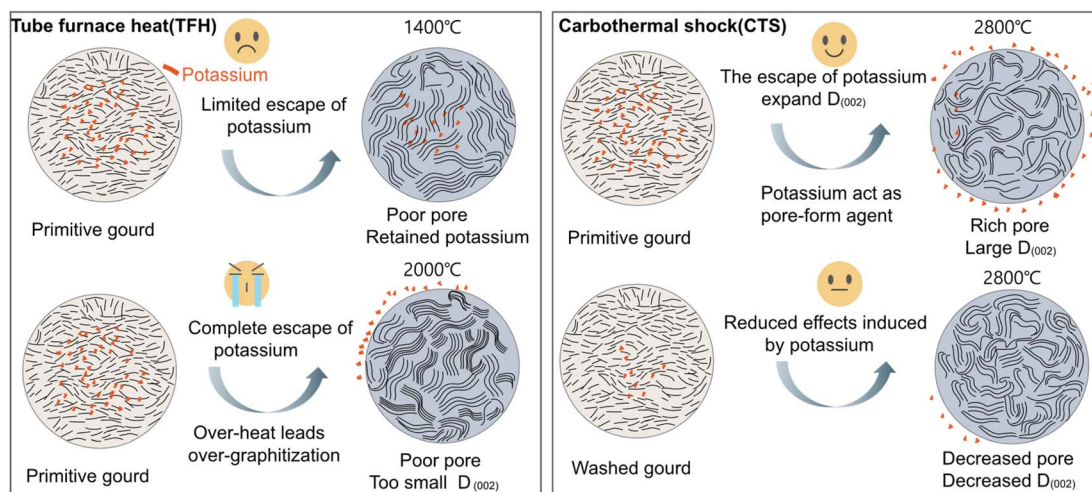 Tube furnace heat(TFH)
1400℃
Potassium
Limited escape of
potassium
Primitive gourd
Poor pore
Retained potassium
2000℃
Complete escape of
potassium
Over-heat leads
over-graphitization
Primitive gourd
Poor pore
Too small D(002)
Carbothermal shock(CTS)
2800℃
The escape of potassium
expand D(002)
Potassium act as
pore-form agent
Primitive gourd
Rich pore
Large D(002)
2800℃
Reduced effects induced
by potassium
Washed gourd
Decreased pore
Decreased D(002)